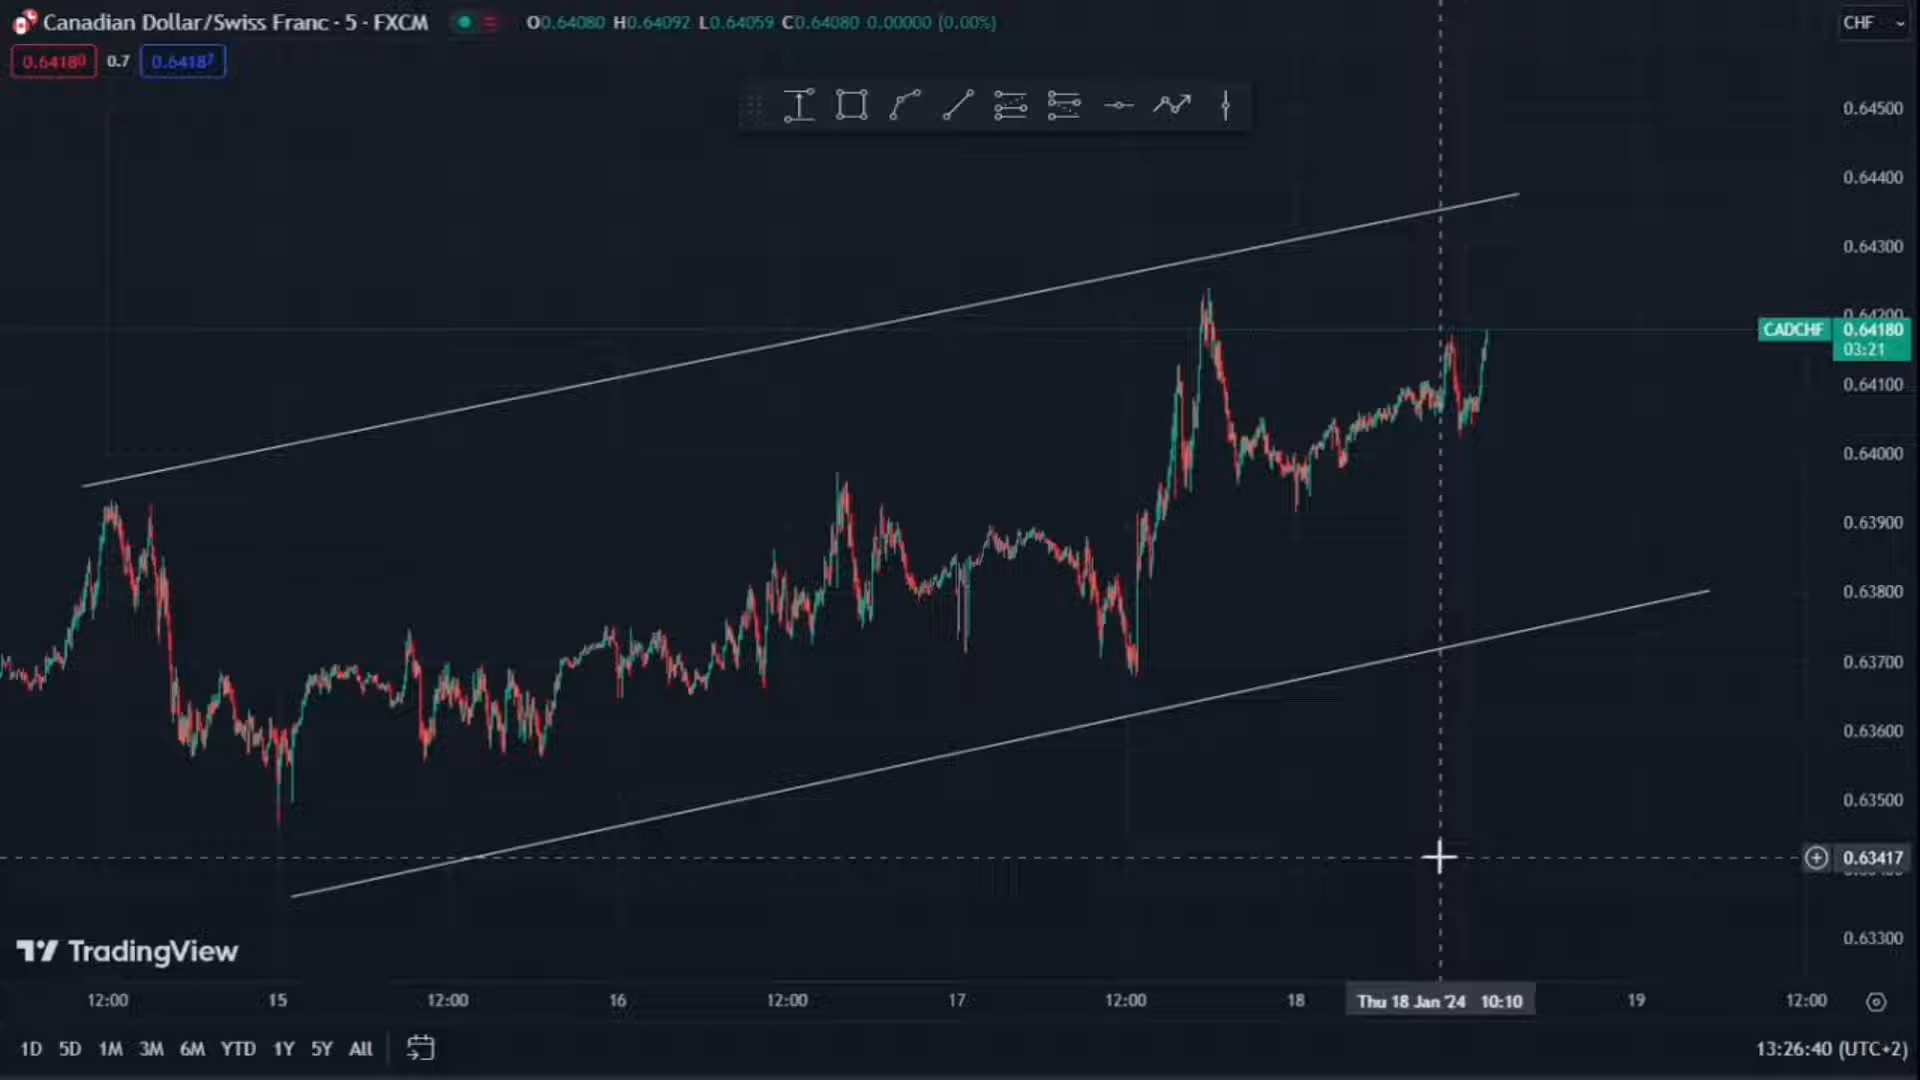 Canadian Dollar/Swiss Franc · 5 · FXCM O0.64080 H0.64092 L0.64059 C0.64080 0.00000 (0.00%)
CHF
0.64180 0.7 0.64187
0.64500
0.64400
0.64300
0.64200
CADCHF 0.64180
03:21
0.64100
0.64000
0.63900
0.63800
0.63700
0.63600
0.63500
0.63417
0.63300
TradingView
12:00 15 12:00 16 12:00 17 12:00 18 Thu 18 Jan '24 10:10 19 12:00
1D 5D 1M 3M 6M YTD 1Y 5Y All 13:26:40 (UTC+2)